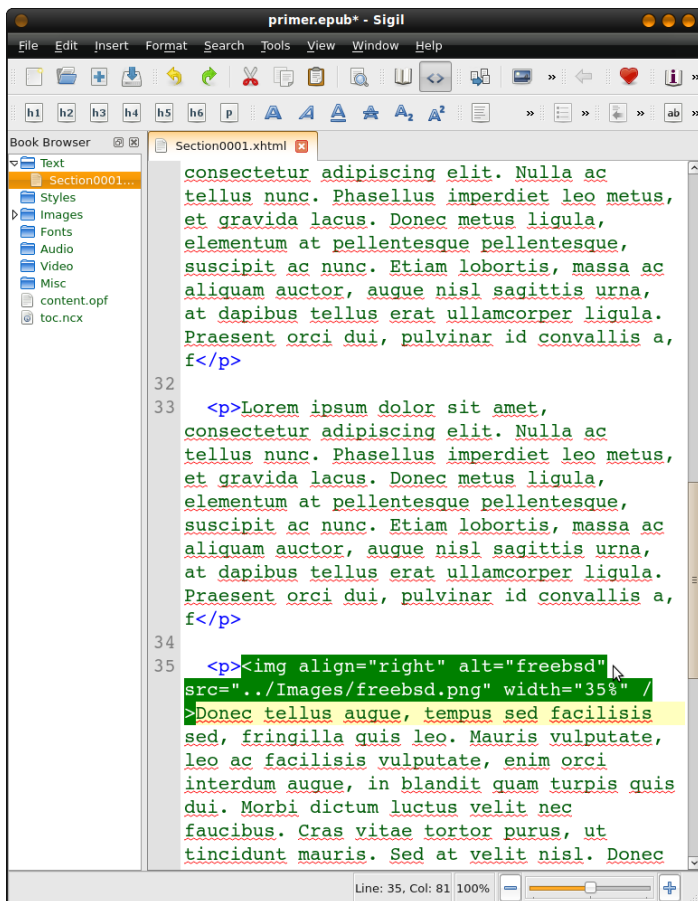 primer.epub* - Sigil
File Edit Insert Format Search Tools View Window Help
h1 h2 h3 h4 h5 h6 p A A A A A₂ A² » » » ab »
Book Browser
Section0001.xhtml
Text
Section0001...
Styles
Images
Fonts
Audio
Video
Misc
content.opf
toc.ncx
consectetur adipiscing elit. Nulla ac
tellus nunc. Phasellus imperdiet leo metus,
et gravida lacus. Donec metus ligula,
elementum at pellentesque pellentesque,
suscipit ac nunc. Etiam lobortis, massa ac
aliquam auctor, augue nisl sagittis urna,
at dapibus tellus erat ullamcorper ligula.
Praesent orci dui, pulvinar id convallis a,
f</p>
32
33 <p>Lorem ipsum dolor sit amet,
consectetur adipiscing elit. Nulla ac
tellus nunc. Phasellus imperdiet leo metus,
et gravida lacus. Donec metus ligula,
elementum at pellentesque pellentesque,
suscipit ac nunc. Etiam lobortis, massa ac
aliquam auctor, augue nisl sagittis urna,
at dapibus tellus erat ullamcorper ligula.
Praesent orci dui, pulvinar id convallis a,
f</p>
34
35 <p><img align="right" alt="freebsd"
src="../Images/freebsd.png" width="35%" /
>Donec tellus augue, tempus sed facilisis
sed, fringilla quis leo. Mauris vulputate,
leo ac facilisis vulputate, enim orci
interdum augue, in blandit quam turpis quis
dui. Morbi dictum luctus velit nec
faucibus. Cras vitae tortor purus, ut
tincidunt mauris. Sed at velit nisl. Donec
Line: 35, Col: 81 100%